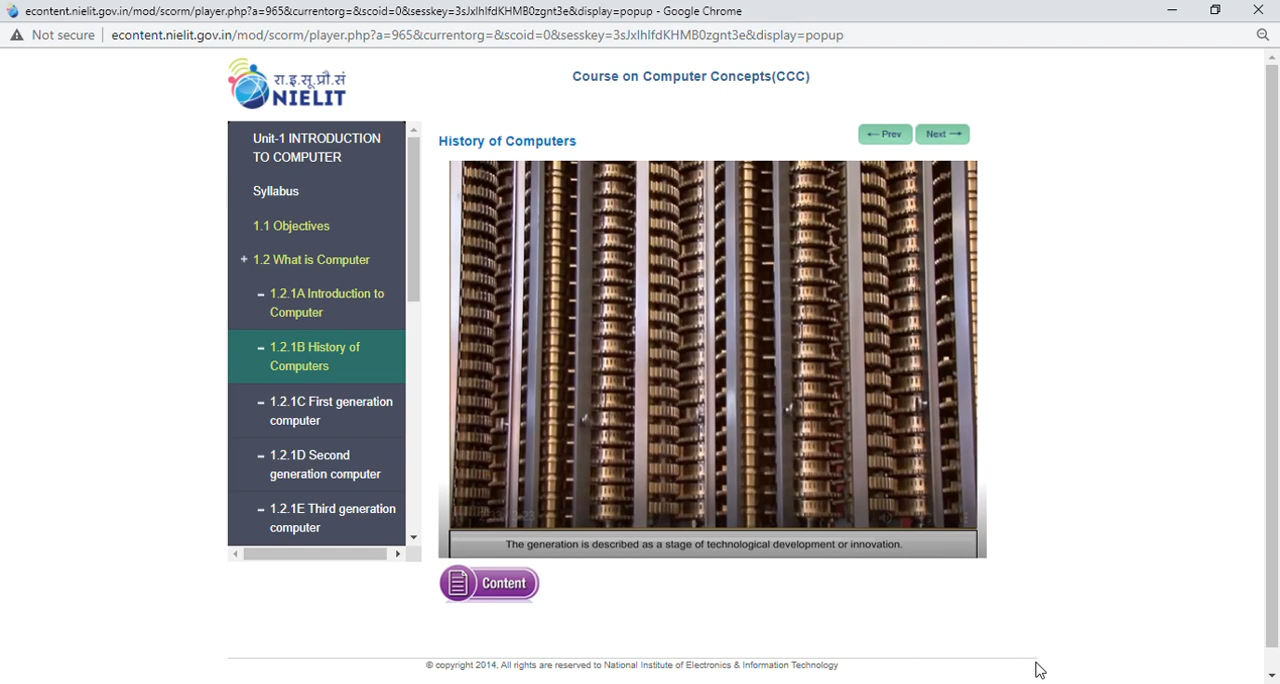 econtent.nielit.gov.in/mod/scorm/player.php?a=965&currentorg=&scoid=0&sesskey=3sJxlhlfdKHMB0zgnt3e&display=popup - Google Chrome
Not secure econtent.nielit.gov.in/mod/scorm/player.php?a=965&currentorg=&scoid=0&sesskey=3sJxlhlfdKHMB0zgnt3e&display=popup
रा.इ.सू.प्रौ.सं
NIELIT
Course on Computer Concepts(CCC)
Unit-1 INTRODUCTION
TO COMPUTER
Syllabus
1.1 Objectives
+ 1.2 What is Computer
– 1.2.1A Introduction to
Computer
– 1.2.1B History of
Computers
– 1.2.1C First generation
computer
– 1.2.1D Second
generation computer
– 1.2.1E Third generation
computer
History of Computers
← Prev Next →
The generation is described as a stage of technological development or innovation.
Content
© copyright 2014, All rights are reserved to National Institute of Electronics & Information Technology